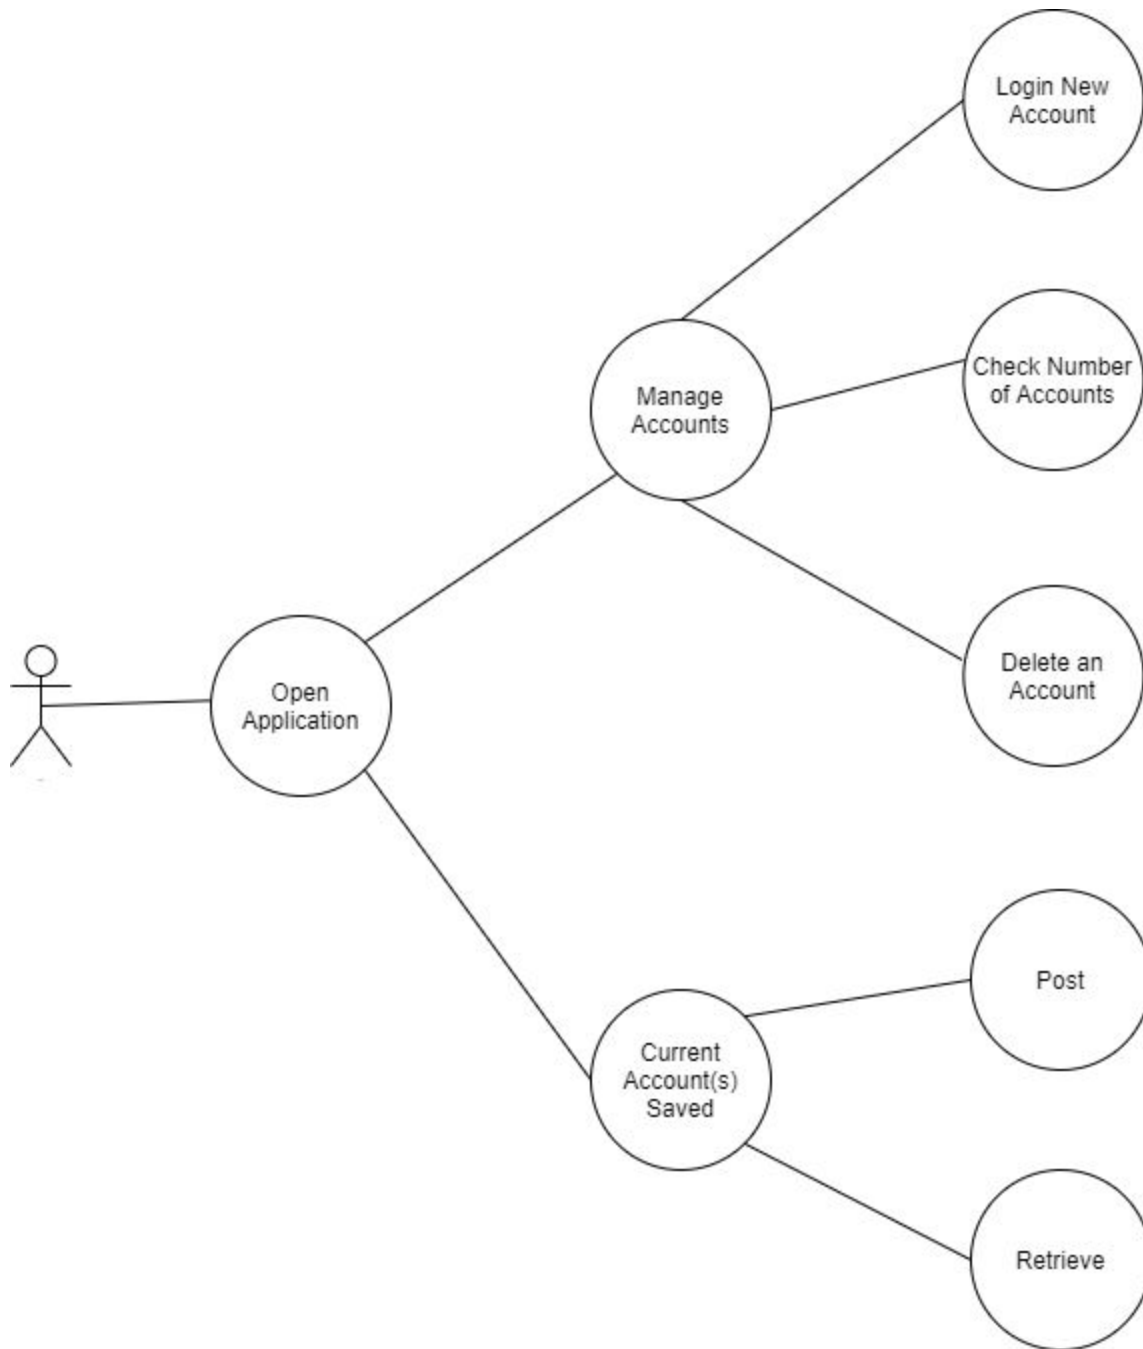 Login New
Account
Check Number
of Accounts
Manage
Accounts
Delete an
Account
Open
Application
Post
Current
Account(s)
Saved
Retrieve